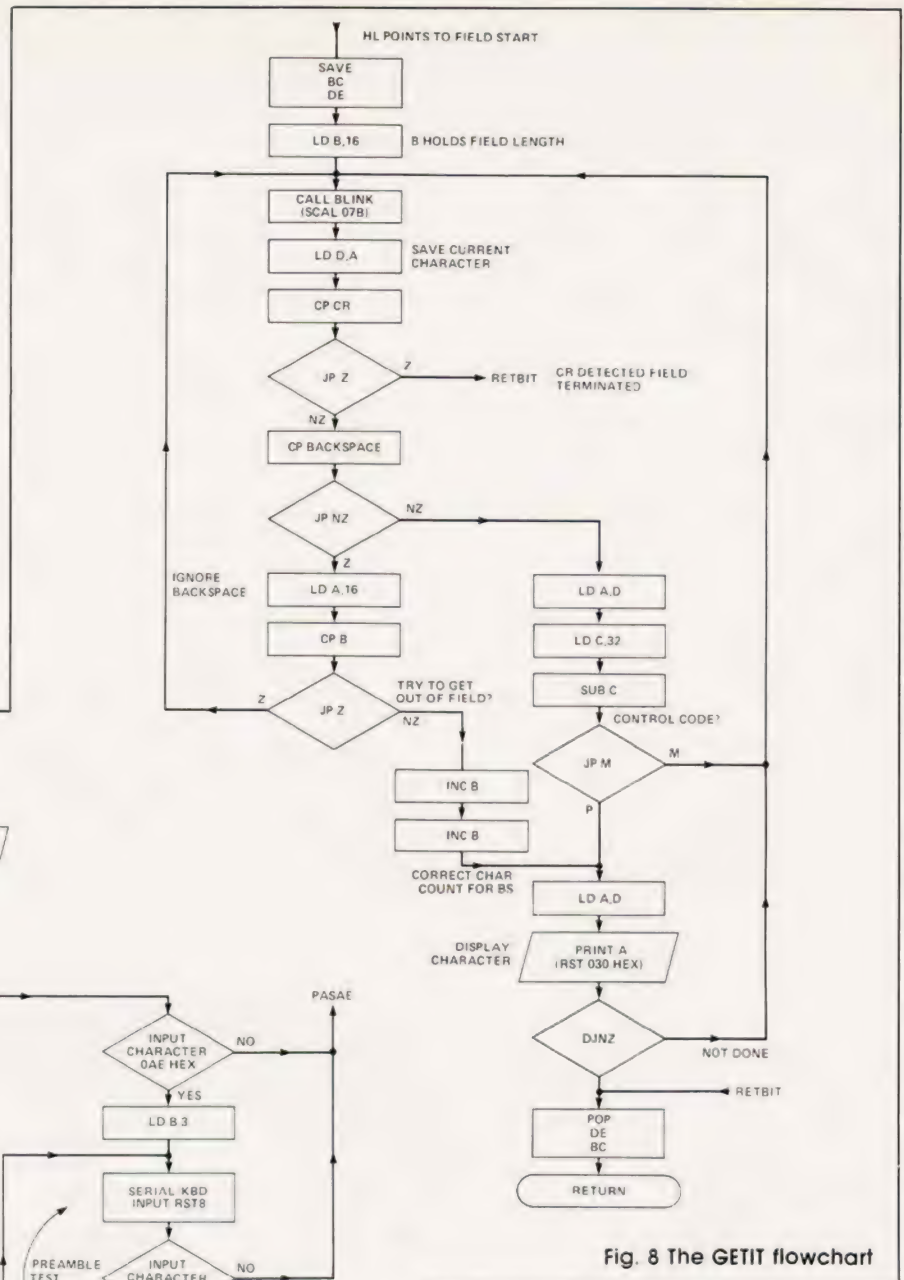 HL POINTS TO FIELD START
SAVE
BC
DE
LD B,16
B HOLDS FIELD LENGTH
CALL BLINK
(SCAL 07B)
LD D,A
SAVE CURRENT
CHARACTER
CP CR
JP Z
Z
RETBIT
CR DETECTED FIELD
TERMINATED
NZ
CP BACKSPACE
JP NZ
NZ
Z
IGNORE
BACKSPACE
LD A,16
CP B
JP Z
Z
TRY TO GET
OUT OF FIELD?
NZ
INC B
INC B
CORRECT CHAR
COUNT FOR BS
LD A,D
LD C,32
SUB C
CONTROL CODE?
JP M
M
P
LD A,D
DISPLAY
CHARACTER
PRINT A
(RST 030 HEX)
DJNZ
NOT DONE
RETBIT
POP
DE
BC
RETURN
PASAE
INPUT
CHARACTER
0AE HEX
NO
YES
LD B,3
SERIAL KBD
INPUT RST8
PREAMBLE
TEST
INPUT
CHARACTER
NO
Fig. 8 The GETIT flowchart